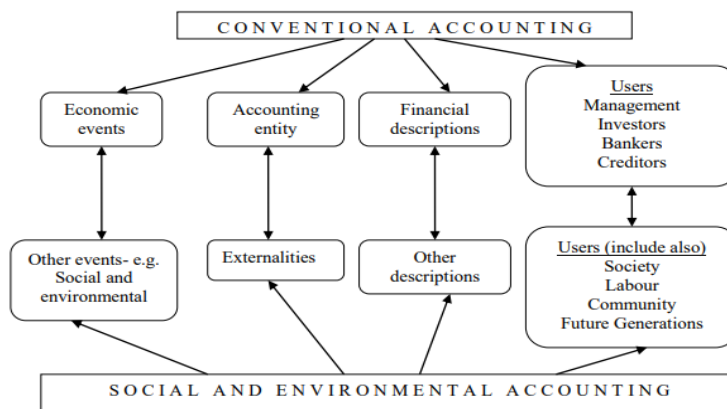 CONVENTIONAL ACCOUNTING
Economic
events
Accounting
entity
Financial
descriptions
Users
Management
Investors
Bankers
Creditors
Other events- e.g.
Social and
environmental
Externalities
Other
descriptions
Users (include also)
Society
Labour
Community
Future Generations
SOCIAL AND ENVIRONMENTAL ACCOUNTING